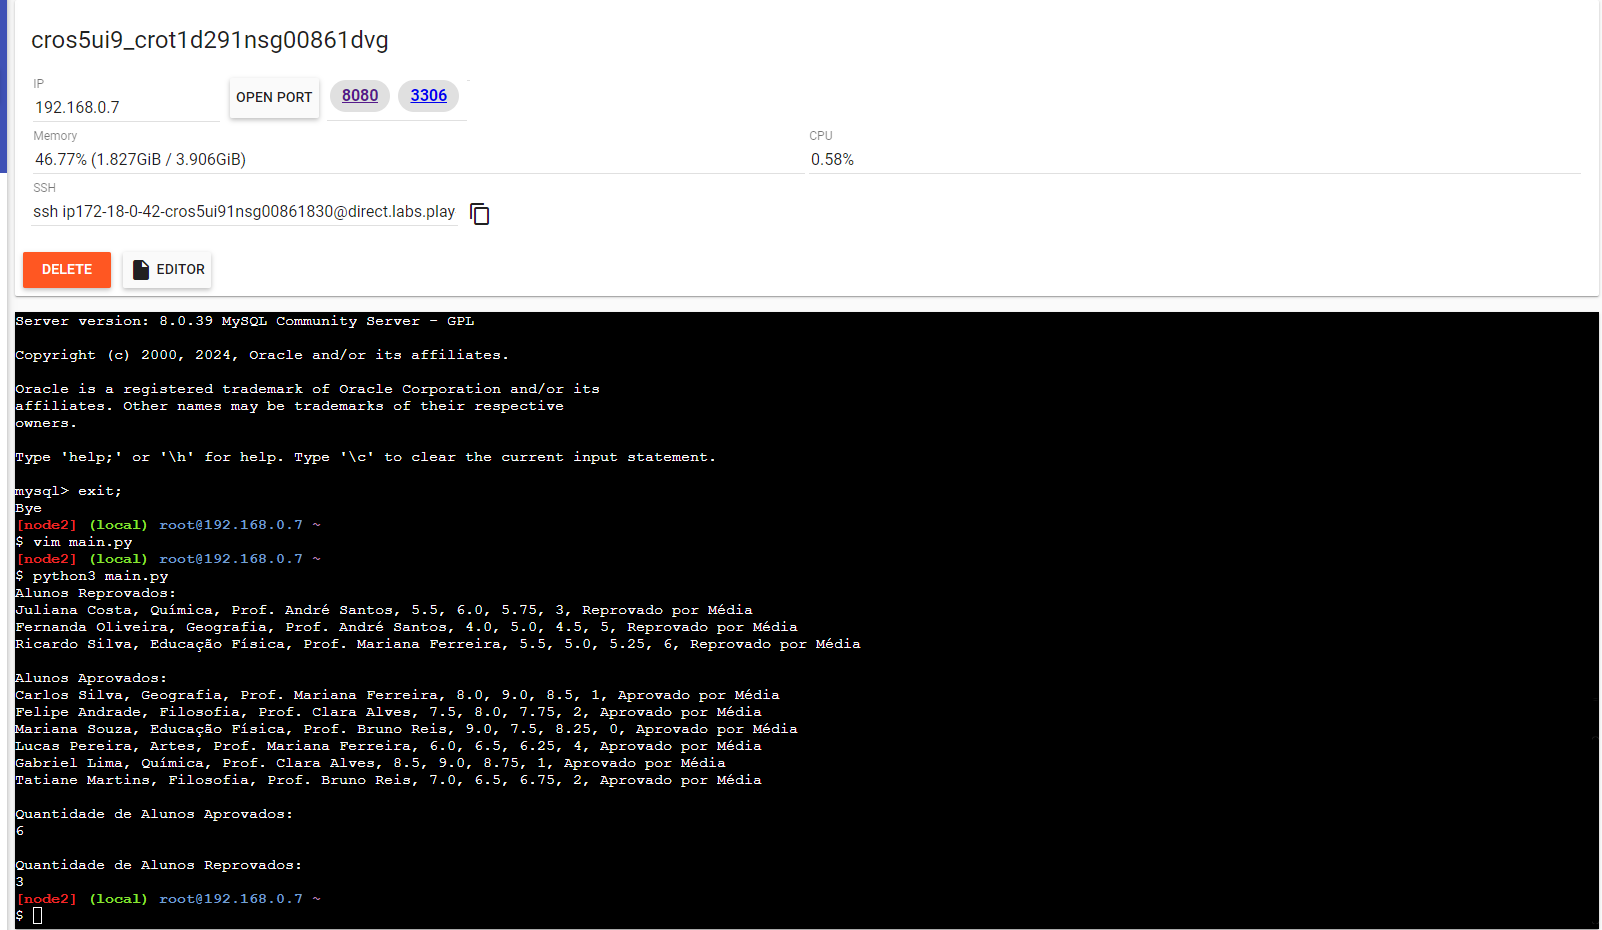 cros5ui9_crot1d291nsg00861dvg
IP
192.168.0.7
OPEN PORT
8080
3306
Memory
46.77% (1.827GiB / 3.906GiB)
CPU
0.58%
SSH
ssh ip172-18-0-42-cros5ui91nsg00861830@direct.labs.play
DELETE
EDITOR
Server version: 8.0.39 MySQL Community Server - GPL
Copyright (c) 2000, 2024, Oracle and/or its affiliates.
Oracle is a registered trademark of Oracle Corporation and/or its
affiliates. Other names may be trademarks of their respective
owners.
Type 'help;' or '\h' for help. Type '\c' to clear the current input statement.
mysql> exit;
Bye
[node2] (local) root@192.168.0.7 ~
$ vim main.py
[node2] (local) root@192.168.0.7 ~
$ python3 main.py
Alunos Reprovados:
Juliana Costa, Química, Prof. André Santos, 5.5, 6.0, 5.75, 3, Reprovado por Média
Fernanda Oliveira, Geografia, Prof. André Santos, 4.0, 5.0, 4.5, 5, Reprovado por Média
Ricardo Silva, Educação Física, Prof. Mariana Ferreira, 5.5, 5.0, 5.25, 6, Reprovado por Média
Alunos Aprovados:
Carlos Silva, Geografia, Prof. Mariana Ferreira, 8.0, 9.0, 8.5, 1, Aprovado por Média
Felipe Andrade, Filosofia, Prof. Clara Alves, 7.5, 8.0, 7.75, 2, Aprovado por Média
Mariana Souza, Educação Física, Prof. Bruno Reis, 9.0, 7.5, 8.25, 0, Aprovado por Média
Lucas Pereira, Artes, Prof. Mariana Ferreira, 6.0, 6.5, 6.25, 4, Aprovado por Média
Gabriel Lima, Química, Prof. Clara Alves, 8.5, 9.0, 8.75, 1, Aprovado por Média
Tatiane Martins, Filosofia, Prof. Bruno Reis, 7.0, 6.5, 6.75, 2, Aprovado por Média
Quantidade de Alunos Aprovados:
6
Quantidade de Alunos Reprovados:
3
[node2] (local) root@192.168.0.7 ~
$